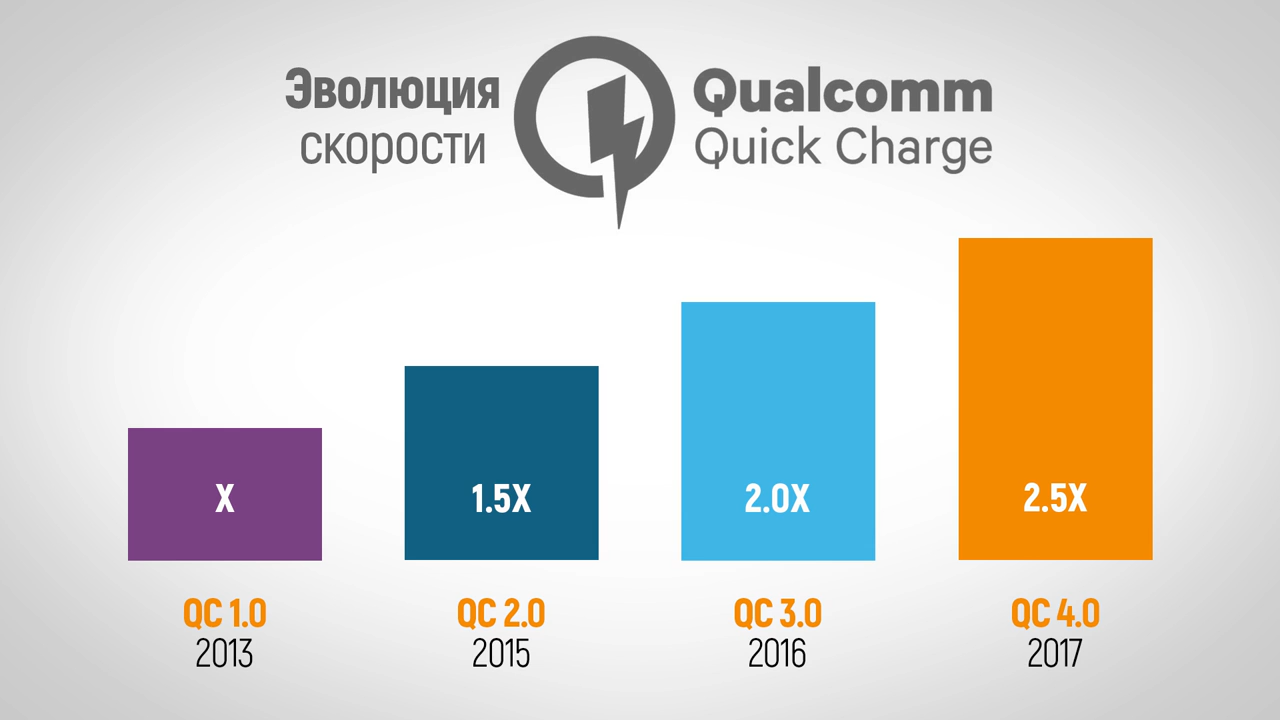 Эволюция
скорости
Qualcomm
Quick Charge
X
1.5X
2.0X
2.5X
QC 1.0
2013
QC 2.0
2015
QC 3.0
2016
QC 4.0
2017